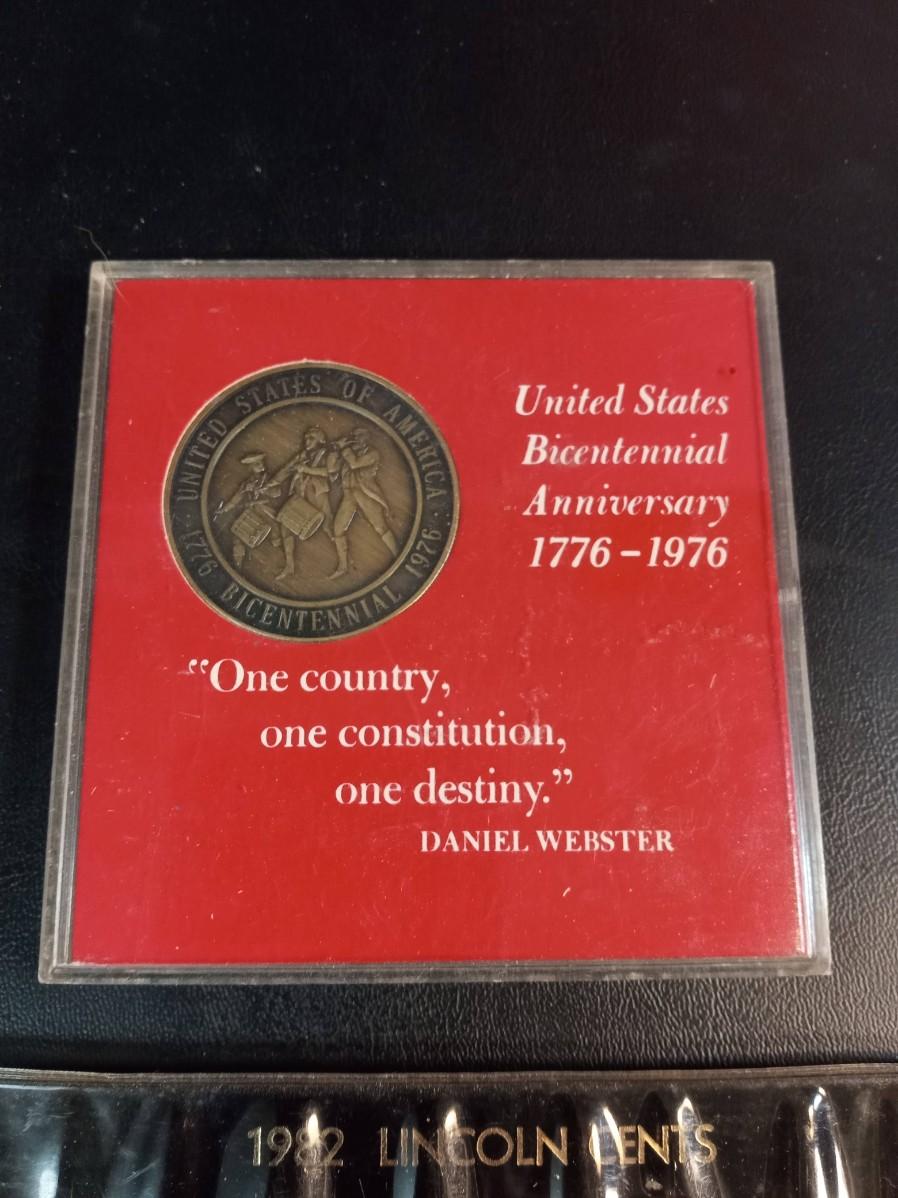 UNITED STATES OF AMERICA
1776 BICENTENNIAL 1976
United States
Bicentennial
Anniversary
1776 – 1976
“One country,
one constitution,
one destiny.”
DANIEL WEBSTER
1982 LINCOLN CENTS